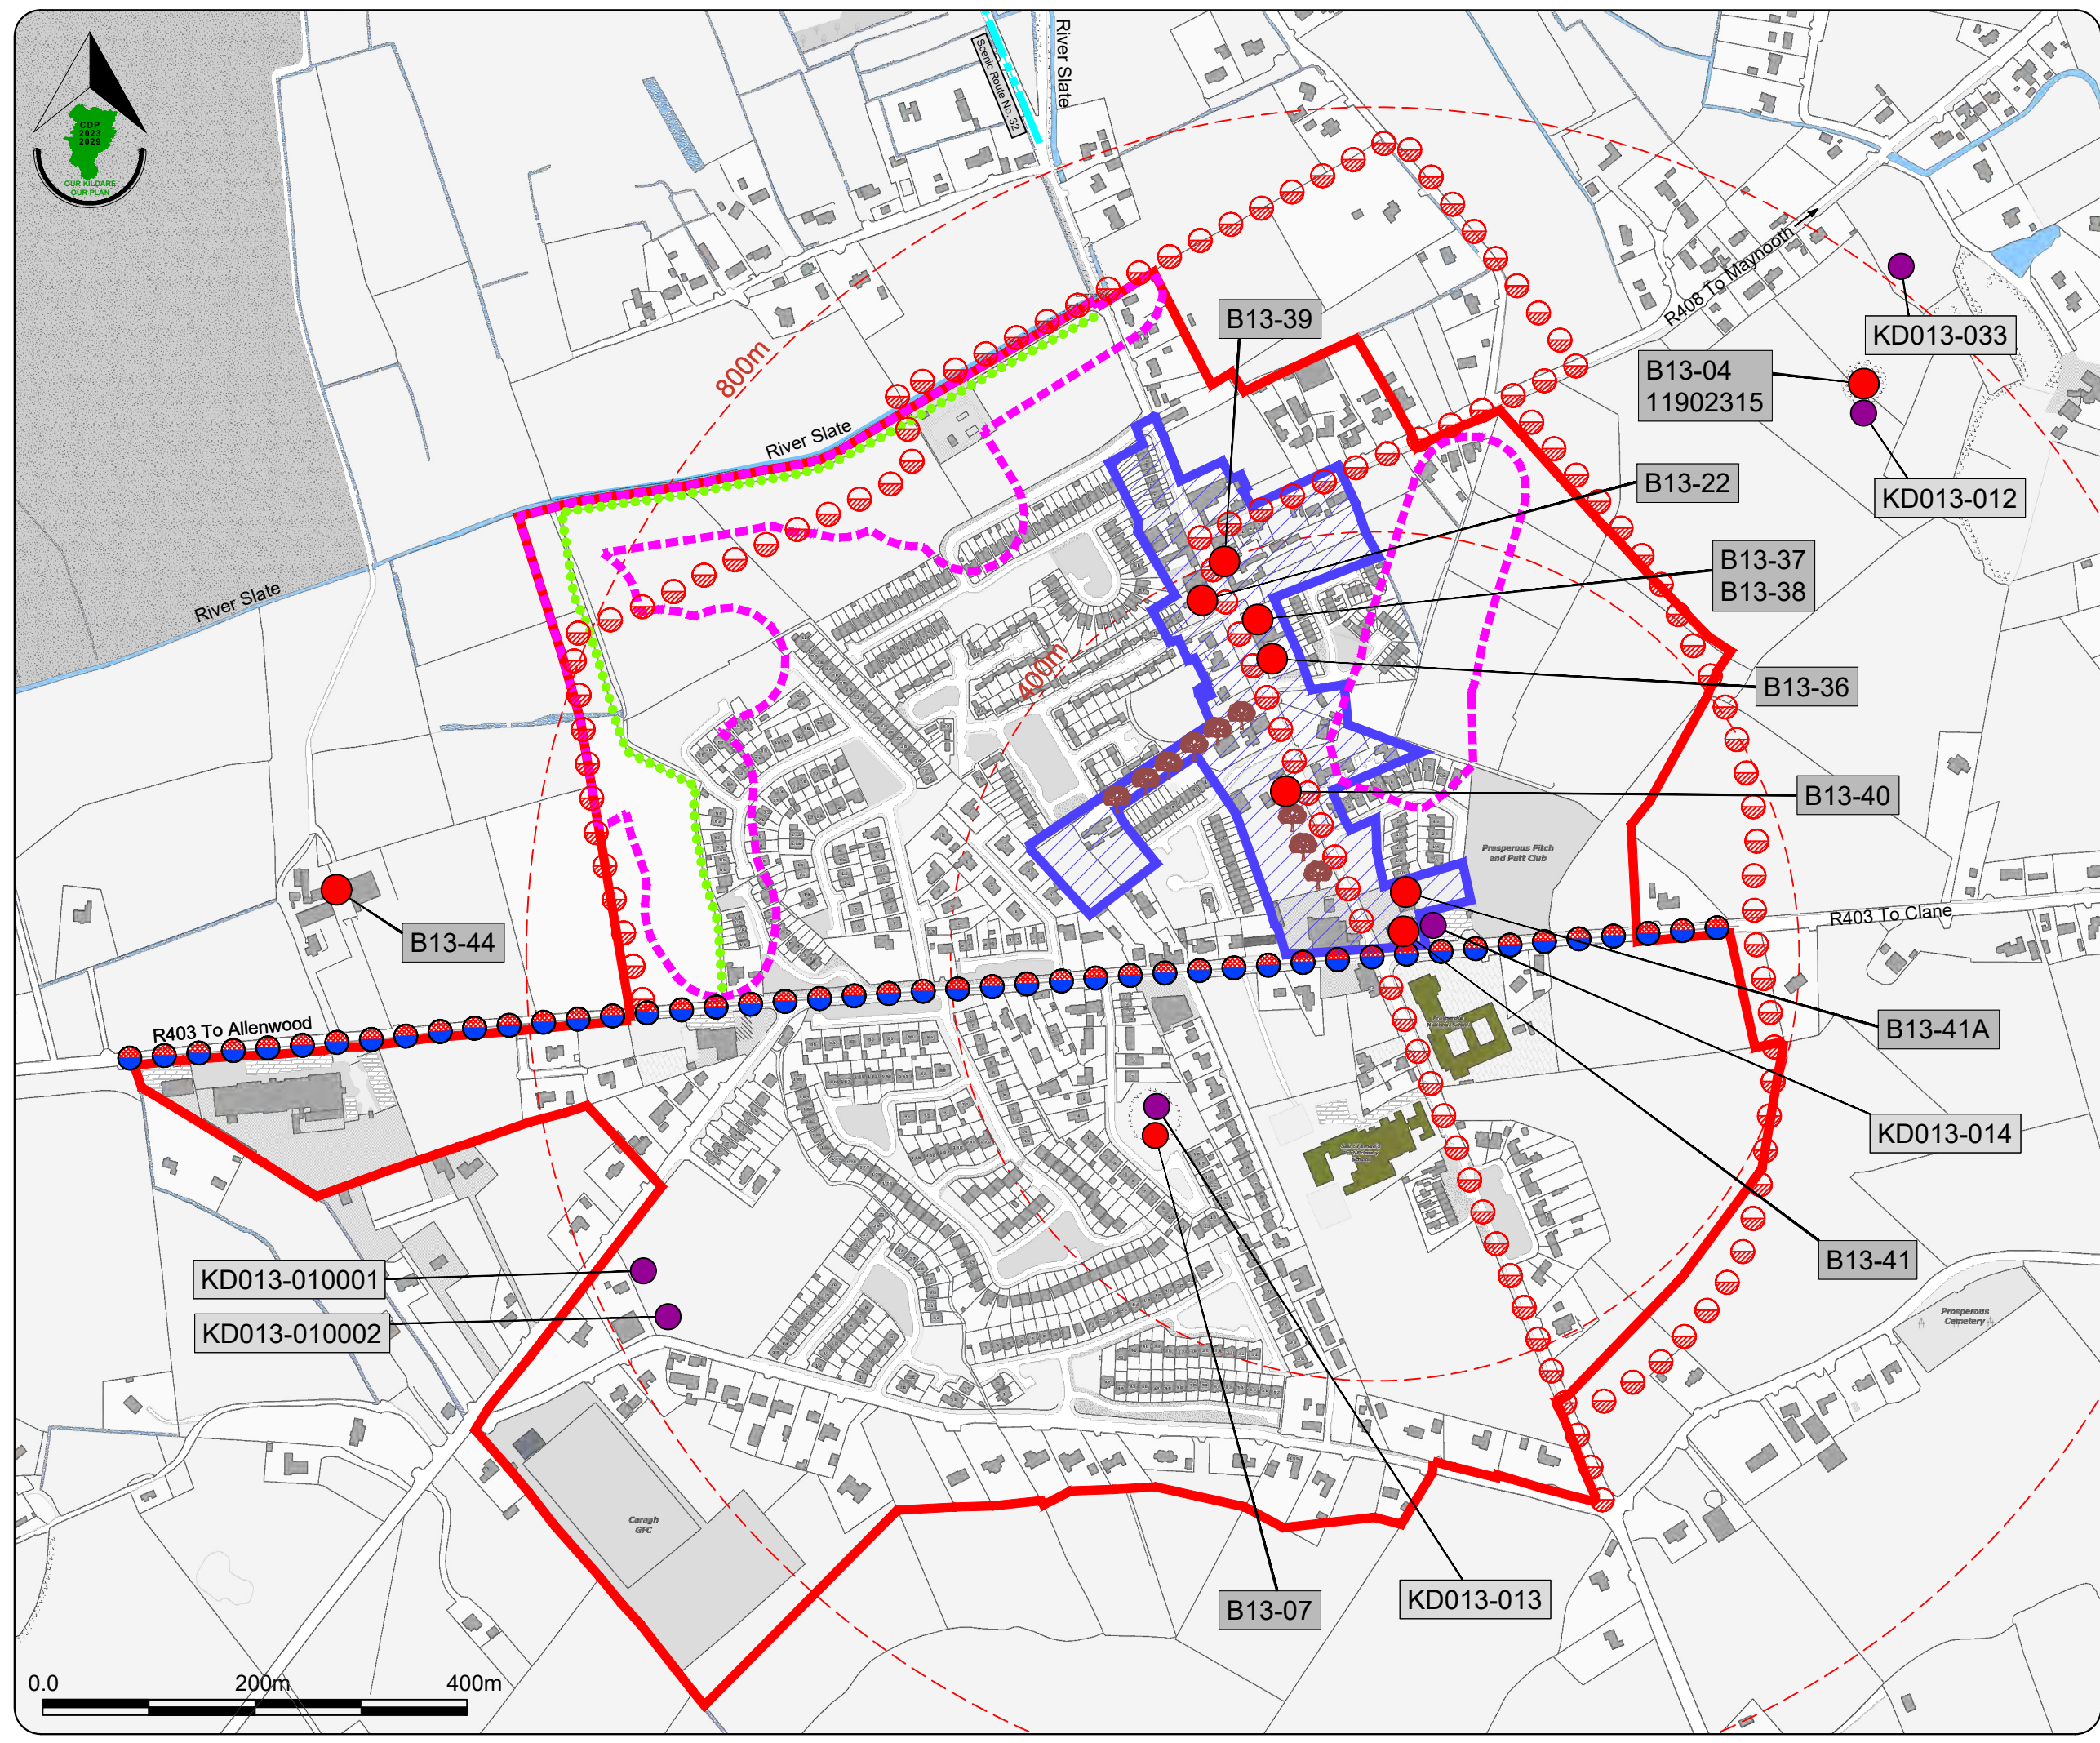 CDP
2023
2029
OUR KILDARE
OUR PLAN
Scenic Route No. 32
River Slate
R408 To Maynooth
KD013-033
B13-39
B13-04
11902315
KD013-012
800m
River Slate
B13-22
River Slate
B13-37
B13-38
400m
B13-36
B13-40
Prosperous Pitch
and Putt Club
B13-44
R403 To Clane
R403 To Allenwood
B13-41A
KD013-014
B13-41
KD013-010001
KD013-010002
Prosperous
Cemetery
Caragh
GFC
B13-07
KD013-013
0.0
200m
400m